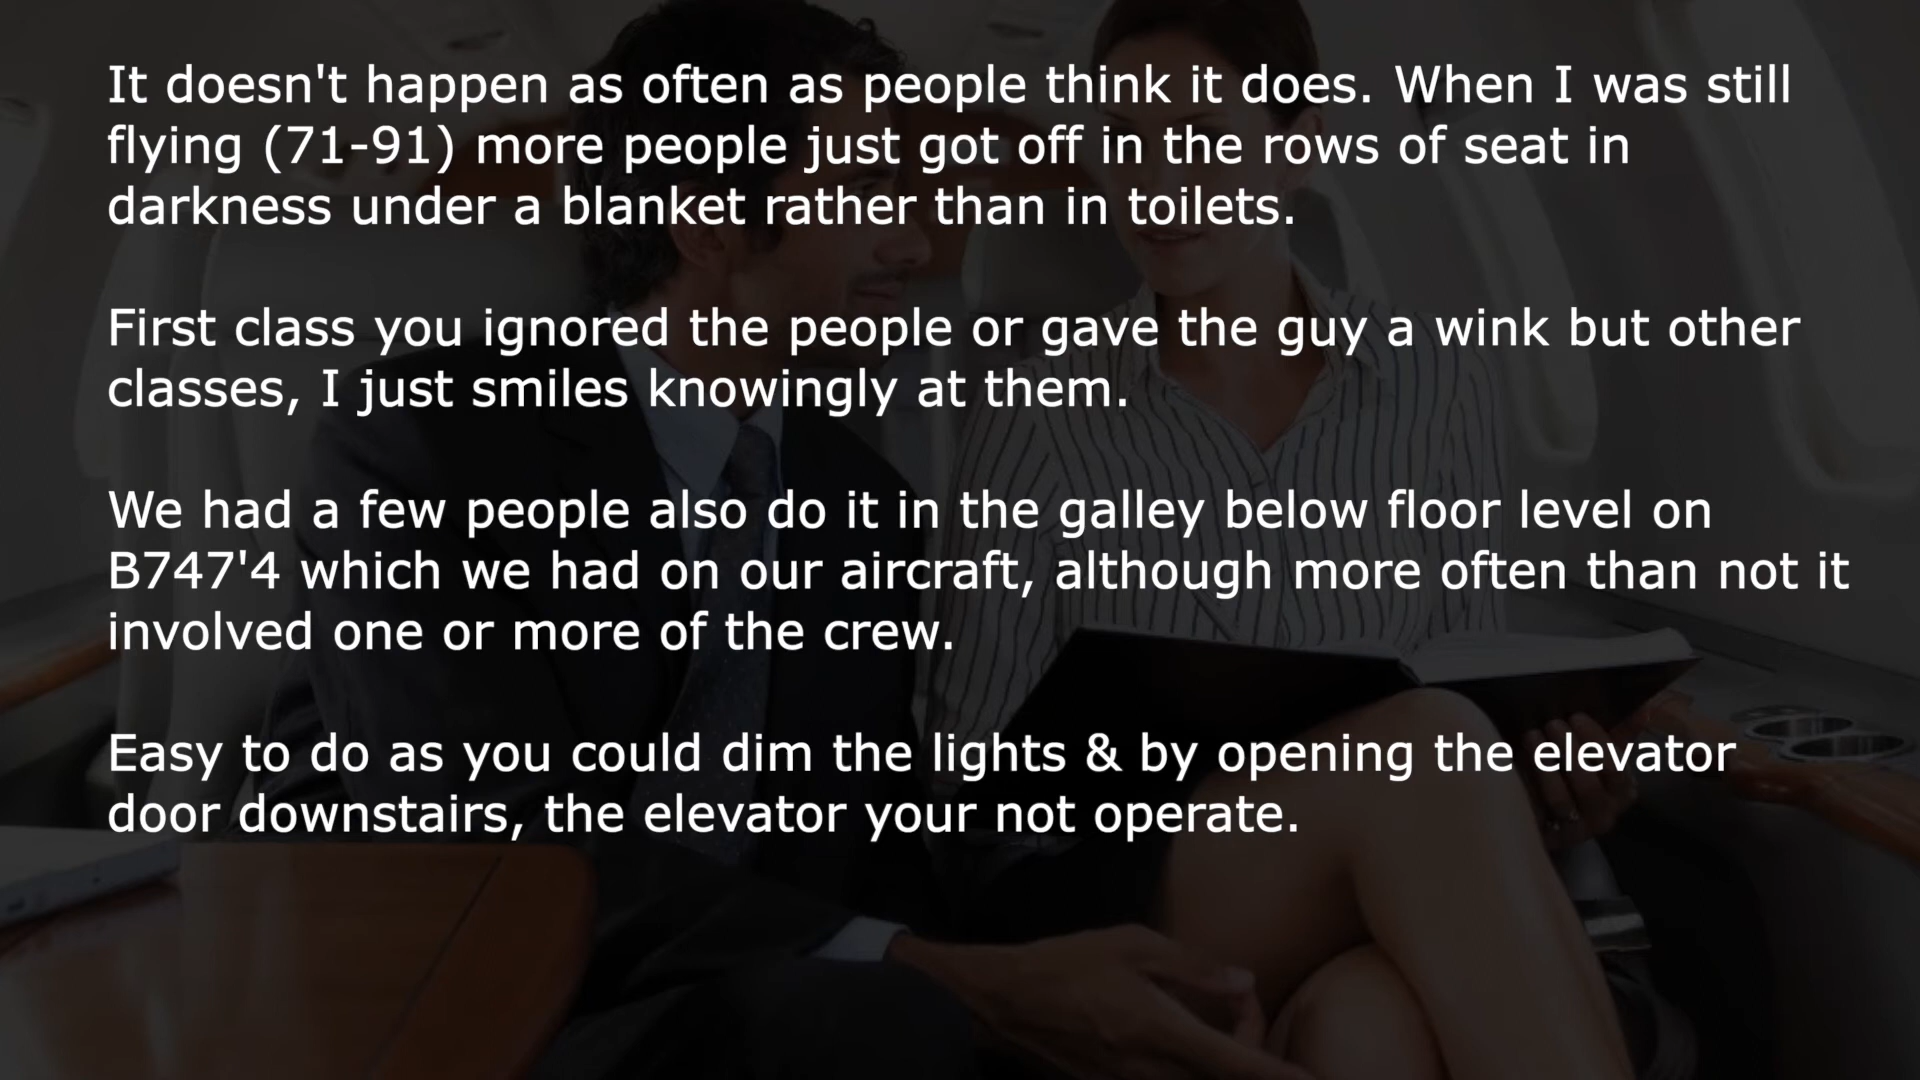 It doesn't happen as often as people think it does. When I was still
flying (71-91) more people just got off in the rows of seat in
darkness under a blanket rather than in toilets.
First class you ignored the people or gave the guy a wink but other
classes, I just smiles knowingly at them.
We had a few people also do it in the galley below floor level on
B747'4 which we had on our aircraft, although more often than not it
involved one or more of the crew.
Easy to do as you could dim the lights & by opening the elevator
door downstairs, the elevator your not operate.